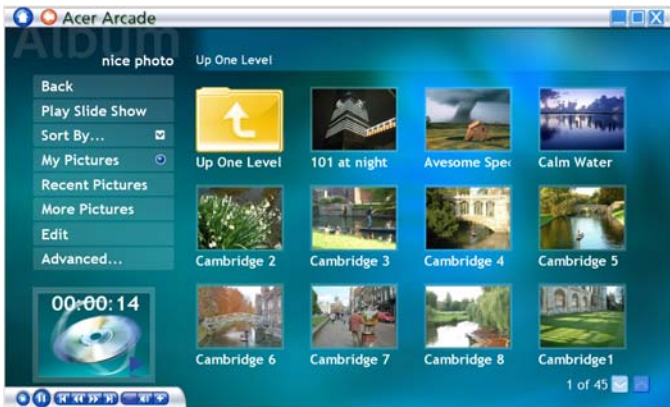 Acer Arcade
Album
nice photo
Up One Level
Back
Play Slide Show
Sort By...
My Pictures
Recent Pictures
More Pictures
Edit
Advanced...
00:00:14
Up One Level
101 at night
Avesome Spec
Calm Water
Cambridge 2
Cambridge 3
Cambridge 4
Cambridge 5
Cambridge 6
Cambridge 7
Cambridge 8
Cambridge1
1 of 45